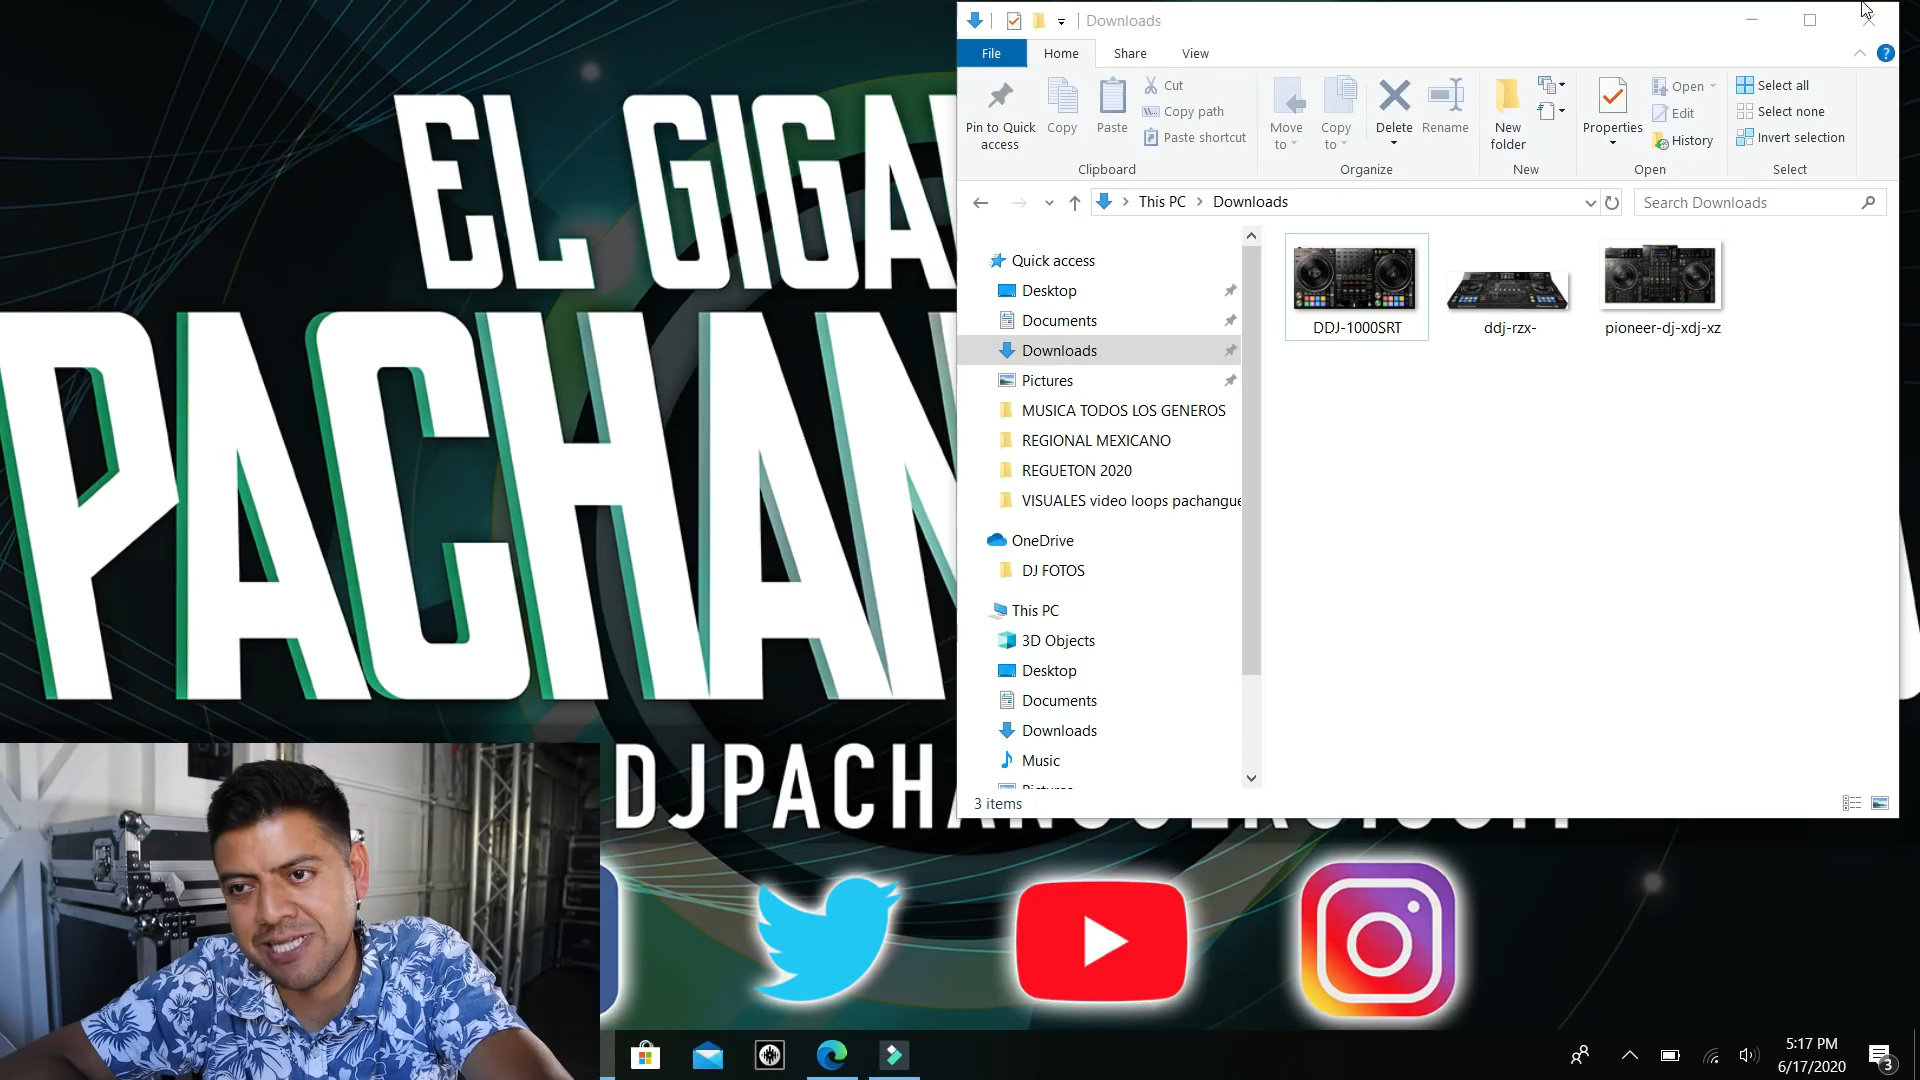 Downloads
File
Home
Share
View
Pin to Quick
access
Copy
Paste
Cut
Copy path
Paste shortcut
Clipboard
Move
to
Copy
to
Delete
Rename
Organize
New
folder
New
Properties
Open
Edit
History
Open
Select all
Select none
Invert selection
Select
This PC
Downloads
Search Downloads
Quick access
Desktop
Documents
Downloads
Pictures
MUSICA TODOS LOS GENEROS
REGIONAL MEXICANO
REGUETON 2020
VISUALES video loops pachangue
OneDrive
DJ FOTOS
This PC
3D Objects
Desktop
Documents
Downloads
Music
DDJ-1000SRT
ddj-rzx-
pioneer-dj-xdj-xz
3 items
EL GIGA
PACHAN
DJPACH
5:17 PM
6/17/2020
3